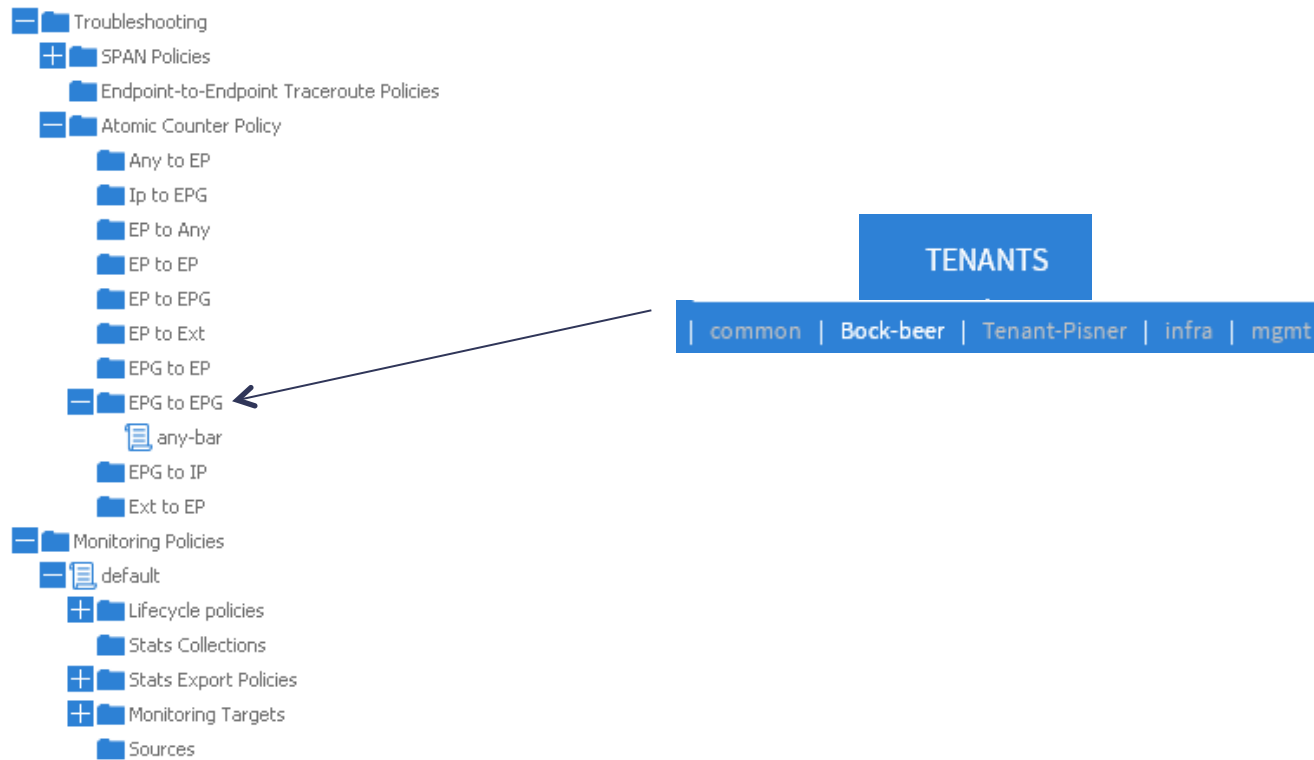 Troubleshooting
SPAN Policies
Endpoint-to-Endpoint Traceroute Policies
Atomic Counter Policy
Any to EP
Ip to EPG
EP to Any
EP to EP
EP to EPG
EP to Ext
EPG to EP
EPG to EPG
any-bar
EPG to IP
Ext to EP
Monitoring Policies
default
Lifecycle policies
Stats Collections
Stats Export Policies
Monitoring Targets
Sources
TENANTS
| common | Bock-beer | Tenant-Pisner | infra | mgmt